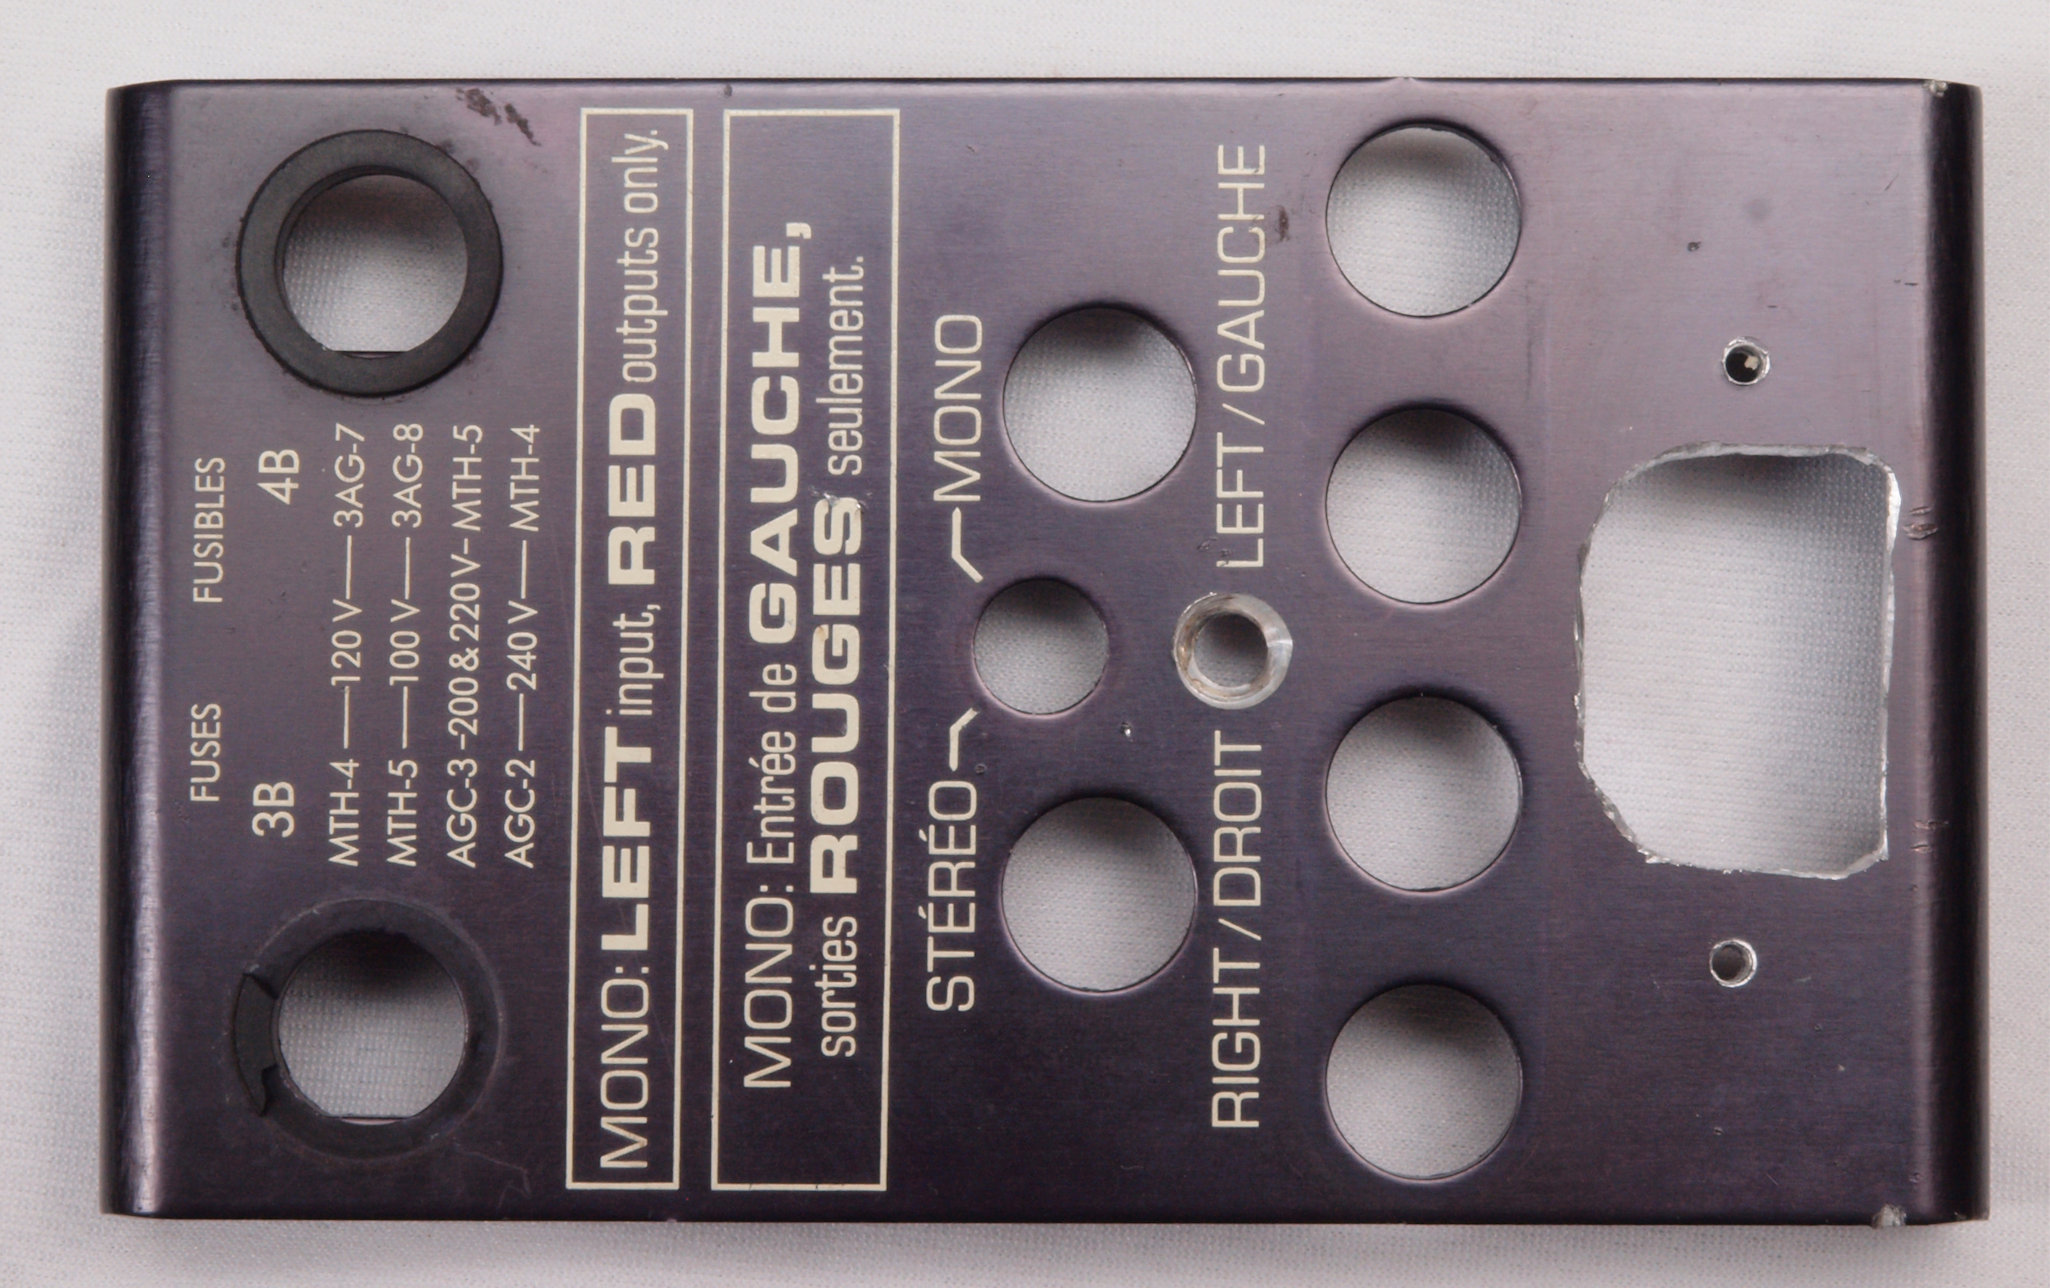 FUSES FUSIBLES
3B 4B
MTH-4—120 V—3AG-7
MTH-5—100 V—3AG-8
AGC-3-200 & 220 V-MTH-5
AGC-2—240 V—MTH-4
MONO: LEFT input, RED outputs only.
MONO: Entrée de GAUCHE,
sorties ROUGES seulement.
STÉRÉO MONO
RIGHT/DROIT LEFT/GAUCHE